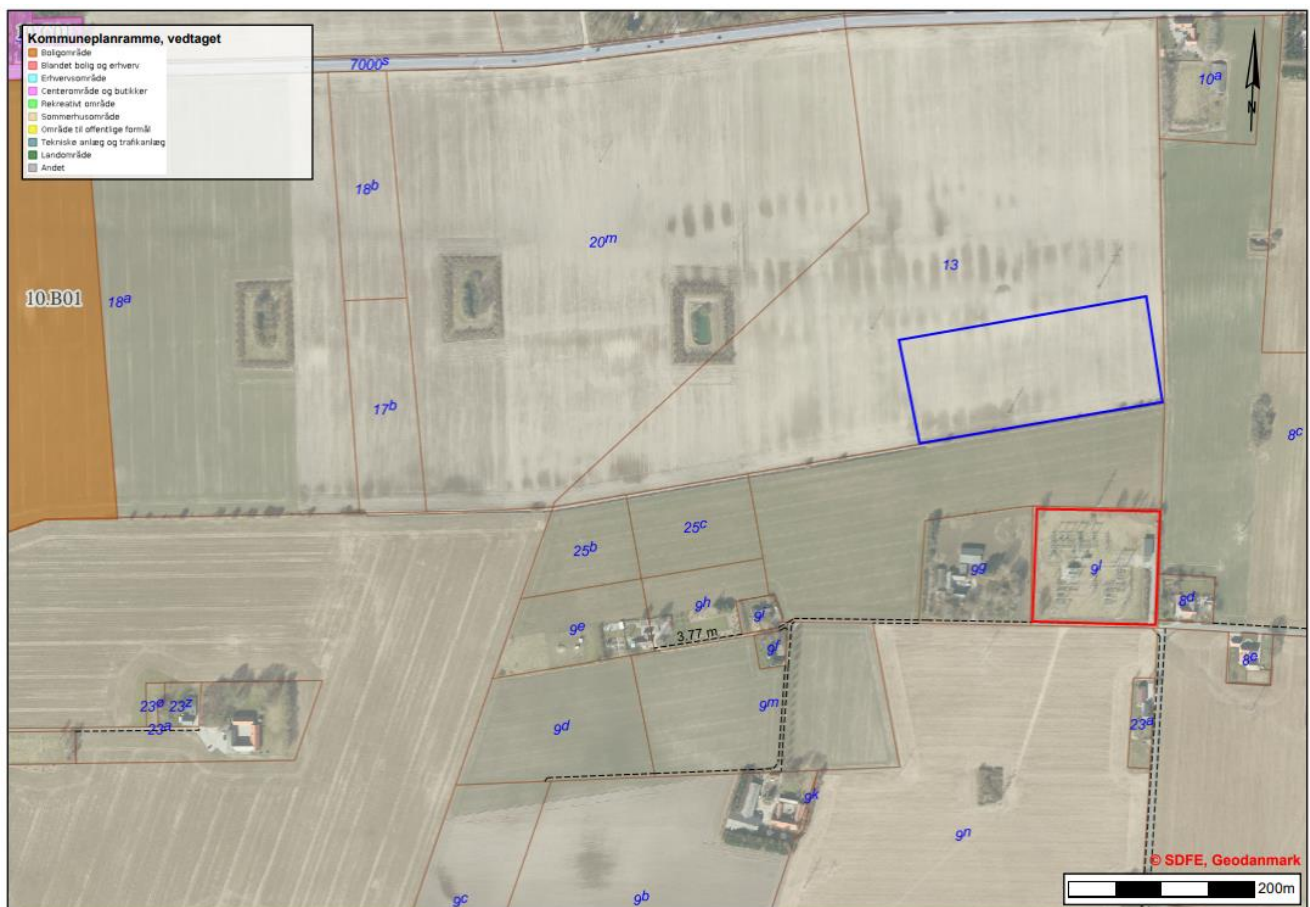 Kommuneplanramme, vedtaget
Boligområde
Blandet bolig og erhverv
Erhvervsområde
Centerområde og butikker
Rekreativt område
Sommerhusområde
Område til offentlige formål
Tekniske anlæg og trafikanlæg
Landområde
Andet
7000s
10a
N
18b
20m
13
10.B01
18a
17b
8c
25c
25b
9g
9l
9h
8d
9i
9e
3.77 m
9f
8e
23ø
23z
9m
23a
23a
9d
9k
9n
© SDFE, Geodanmark
200m
9c
9b